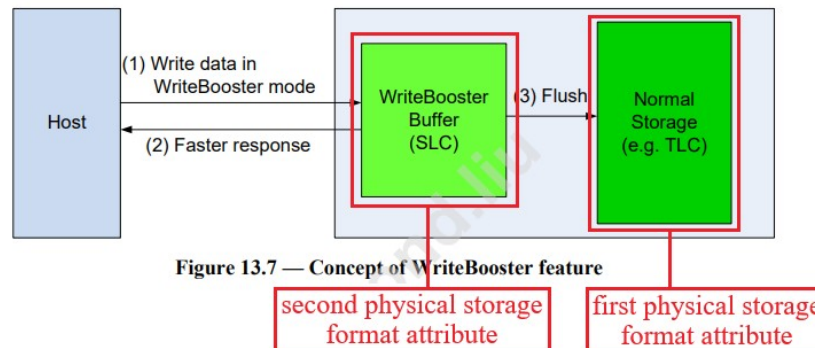 (1) Write data in
WriteBooster mode
Host
(2) Faster response
WriteBooster
Buffer
(SLC)
(3) Flush
Normal
Storage
(e.g. TLC)
Figure 13.7 — Concept of WriteBooster feature
second physical storage
format attribute
first physical storage
format attribute